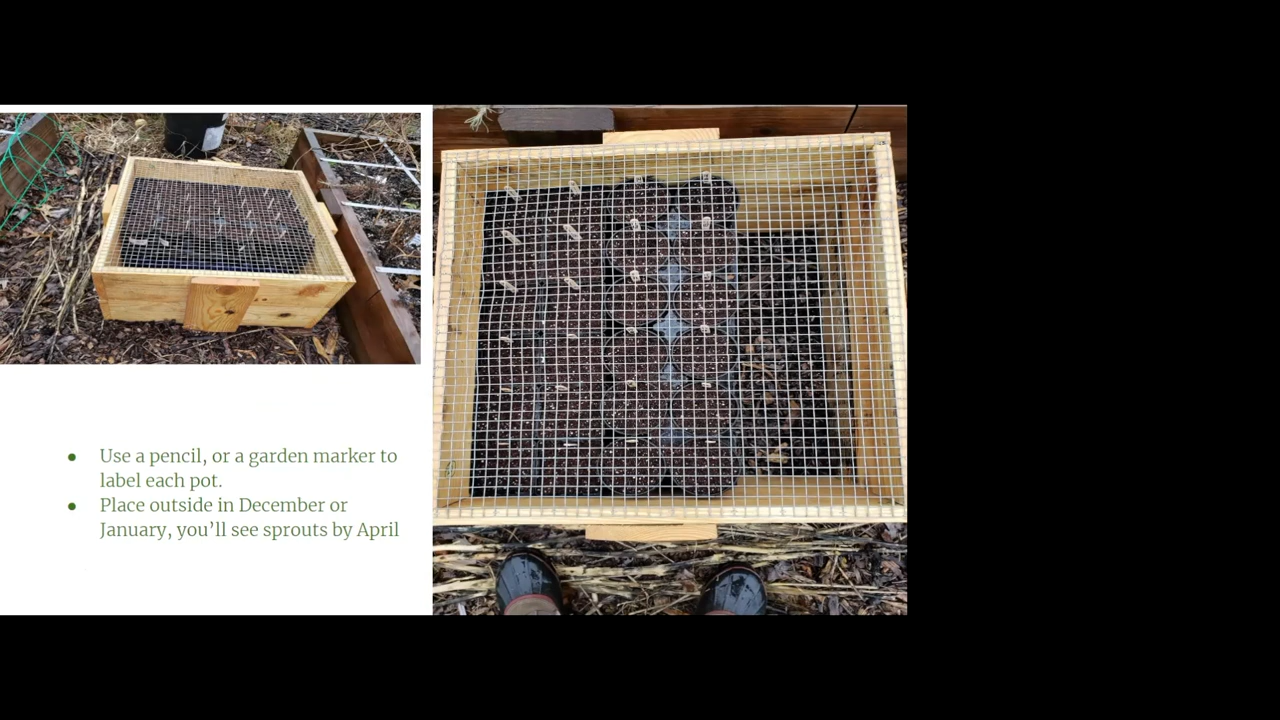 ● Use a pencil, or a garden marker to
label each pot.
● Place outside in December or
January, you’ll see sprouts by April